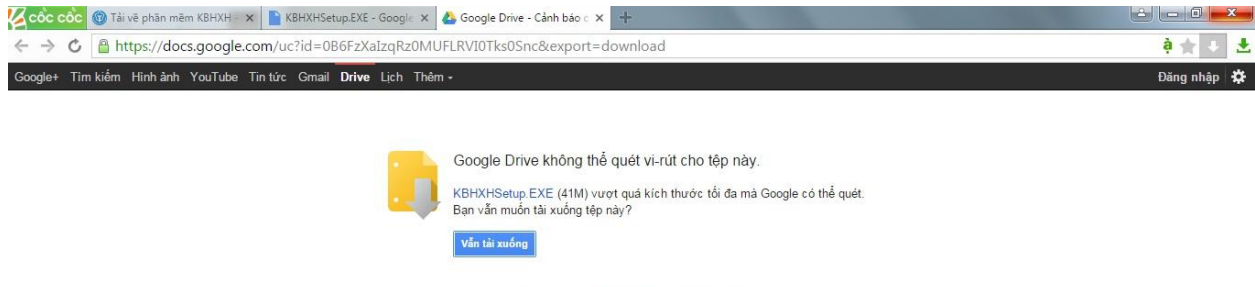 cốc cốc Tải về phần mềm KBHXH - KBHXHSetup.EXE - Google Google Drive - Cảnh báo c
https://docs.google.com/uc?id=0B6FzXaIzqRz0MUFLRVI0Tks0Snc&export=download à
Google+ Tìm kiếm Hình ảnh YouTube Tin tức Gmail Drive Lịch Thêm Đăng nhập
Google Drive không thể quét vi-rút cho tệp này.
KBHXHSetup.EXE (41M) vượt quá kích thước tối đa mà Google có thể quét.
Bạn vẫn muốn tải xuống tệp này?
Vẫn tải xuống